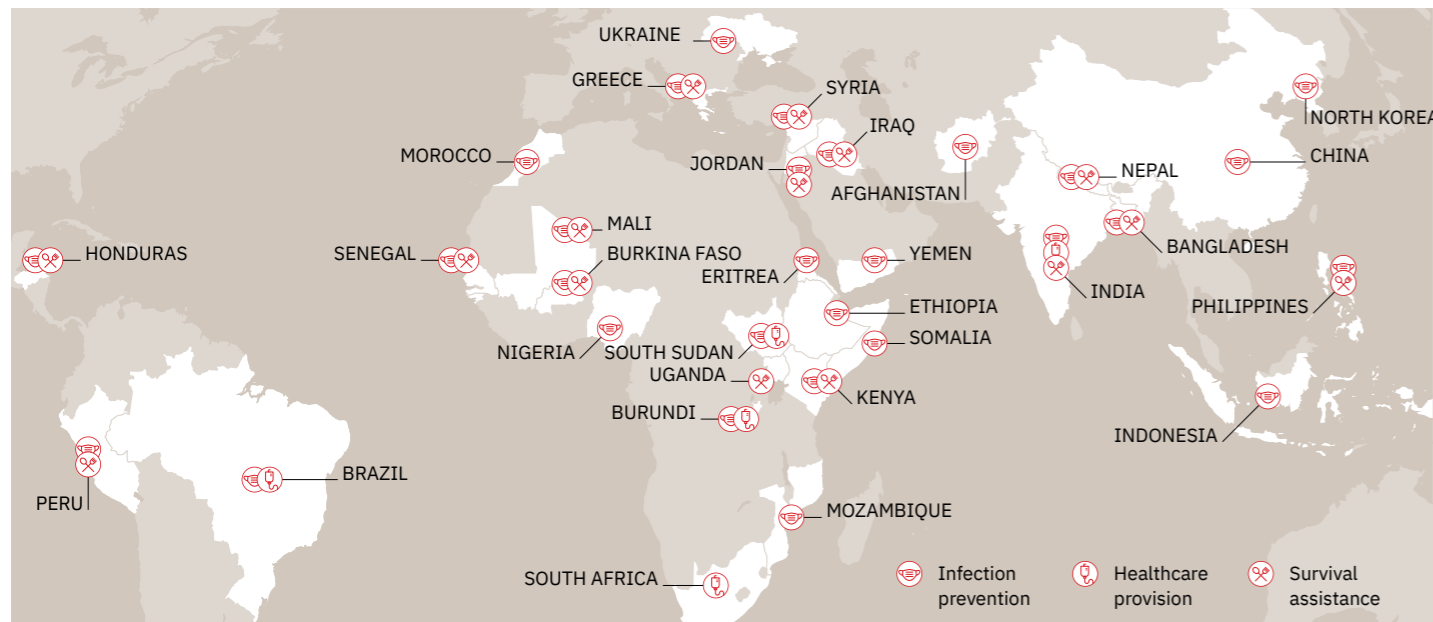 UKRAINE
GREECE
SYRIA
IRAQ
NORTH KOREA
MOROCCO
JORDAN
CHINA
AFGHANISTAN
NEPAL
MALI
BANGLADESH
HONDURAS
SENEGAL
BURKINA FASO
YEMEN
ERITREA
INDIA
ETHIOPIA
PHILIPPINES
SOMALIA
NIGERIA
SOUTH SUDAN
UGANDA
KENYA
BURUNDI
INDONESIA
BRAZIL
PERU
MOZAMBIQUE
SOUTH AFRICA
Infection
prevention
Healthcare
provision
Survival
assistance